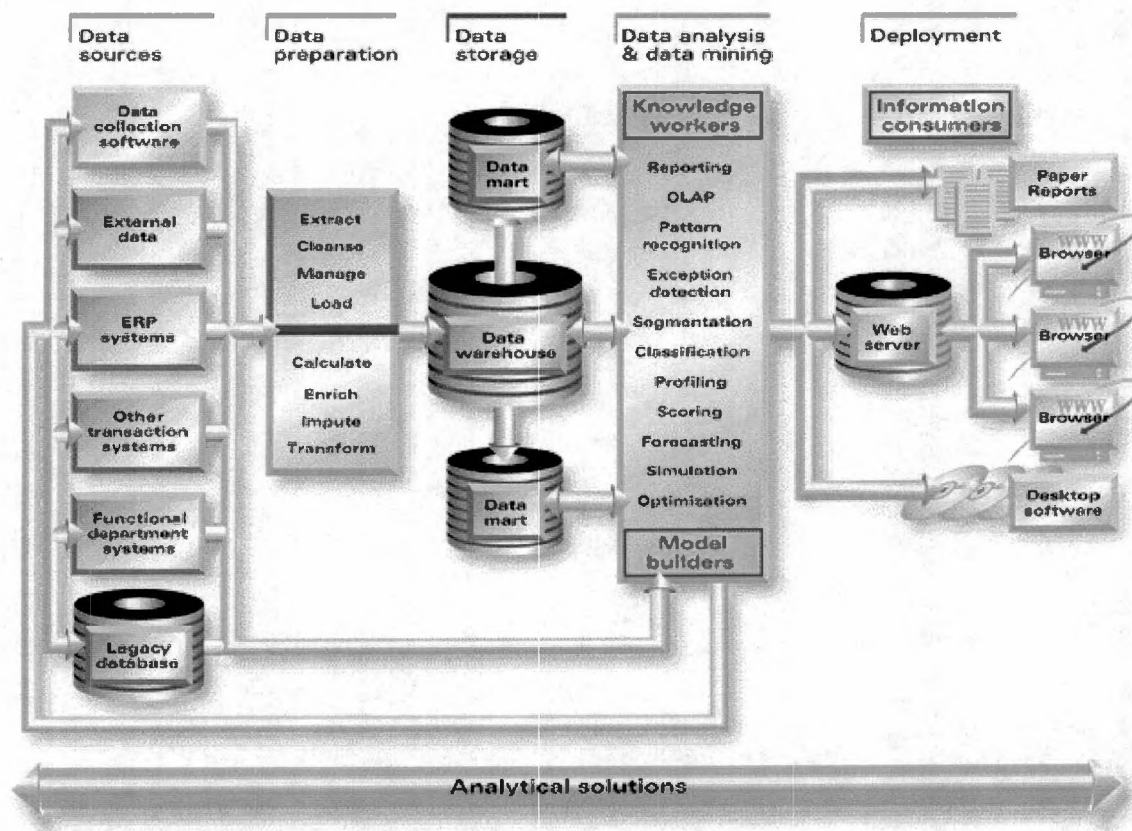 Data
sources
Data
preparation
Data
storage
Data analysis
& data mining
Deployment
Data
collection
software
External
data
ERP
systems
Other
transaction
systems
Functional
department
systems
Legacy
database
Extract
Cleanse
Manage
Load
Calculate
Enrich
Impute
Transform
Data
mart
Data
warehouse
Data
mart
Knowledge
workers
Reporting
OLAP
Pattern
recognition
Exception
detection
Segmentation
Classification
Profiling
Scoring
Forecasting
Simulation
Optimization
Model
builders
Information
consumers
Paper
Reports
Web
server
WWW
Browser
WWW
Browser
WWW
Browser
Desktop
software
Analytical solutions